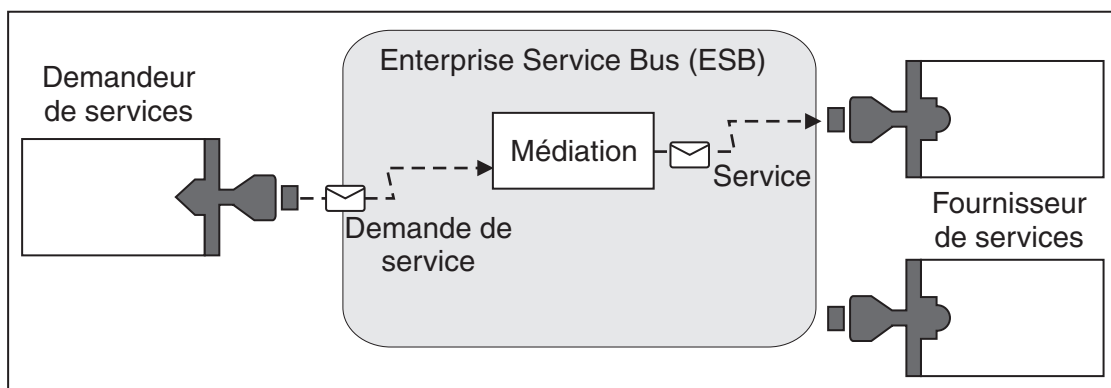 Enterprise Service Bus (ESB)
Demandeur
de services
Médiation
Service
Demande de
service
Fournisseur
de services